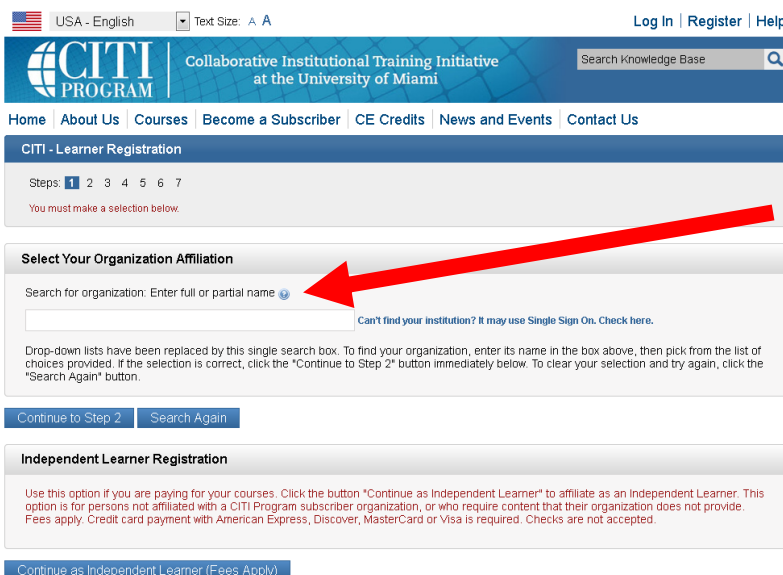 USA - English Text Size: A A Log In | Register | Help
CITI PROGRAM
Collaborative Institutional Training Initiative
at the University of Miami
Search Knowledge Base
Home About Us Courses Become a Subscriber CE Credits News and Events Contact Us
CITI - Learner Registration
Steps: 1 2 3 4 5 6 7
You must make a selection below.
Select Your Organization Affiliation
Search for organization: Enter full or partial name
Can't find your institution? It may use Single Sign On. Check here.
Drop-down lists have been replaced by this single search box. To find your organization, enter its name in the box above, then pick from the list of
choices provided. If the selection is correct, click the "Continue to Step 2" button immediately below. To clear your selection and try again, click the
"Search Again" button.
Continue to Step 2 Search Again
Independent Learner Registration
Use this option if you are paying for your courses. Click the button "Continue as Independent Learner" to affiliate as an Independent Learner. This
option is for persons not affiliated with a CITI Program subscriber organization, or who require content that their organization does not provide.
Fees apply. Credit card payment with American Express, Discover, MasterCard or Visa is required. Checks are not accepted.
Continue as Independent Learner (Fees Apply)